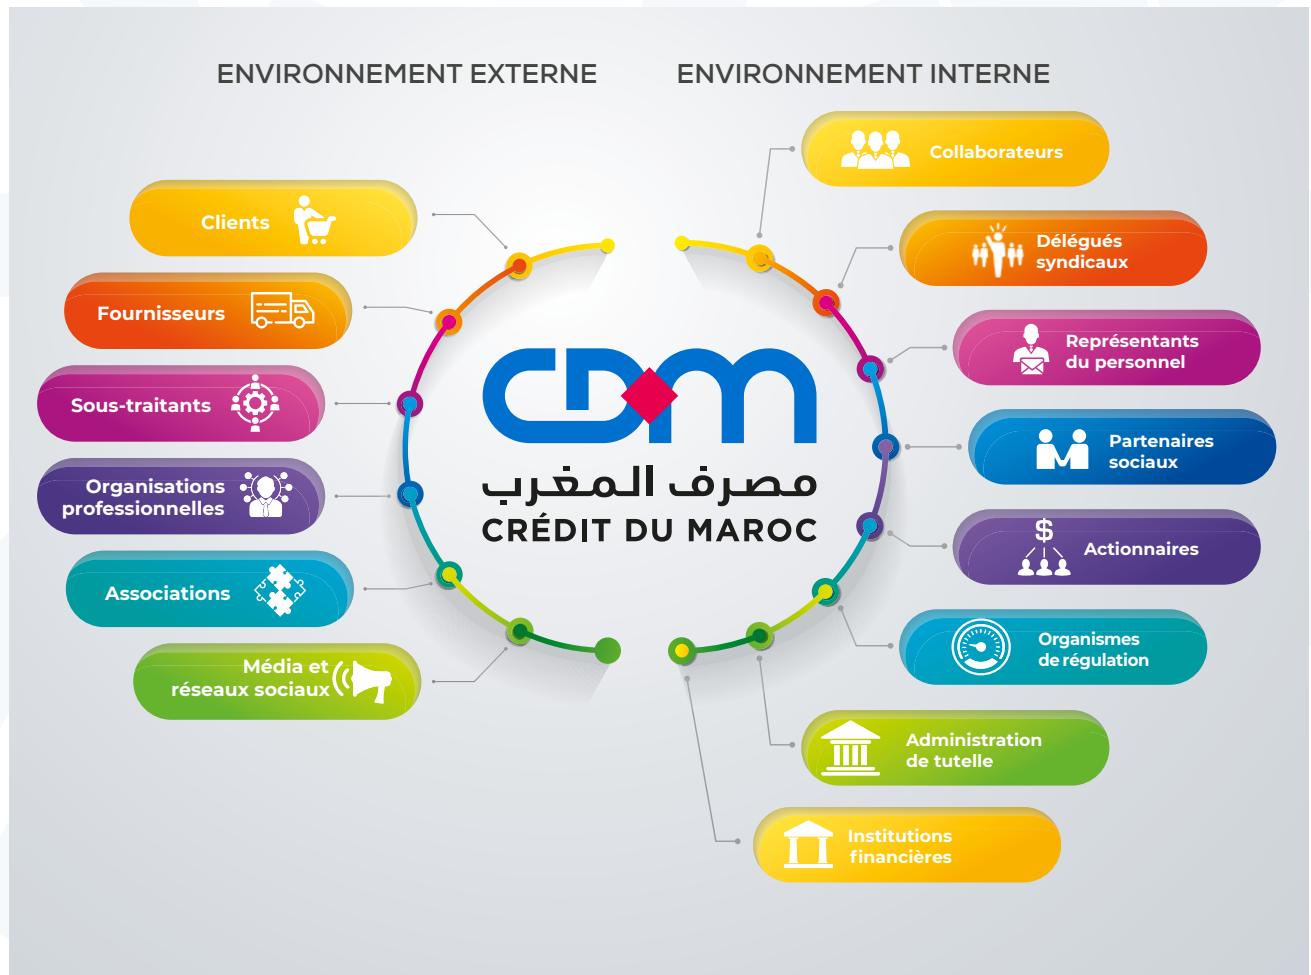 ENVIRONNEMENT EXTERNE
Clients
Fournisseurs
Sous-traitants
Organisations
professionnelles
Associations
Média et
réseaux sociaux
CDM
مصرف المغرب
CRÉDIT DU MAROC
ENVIRONNEMENT INTERNE
Collaborateurs
Délégués
syndicaux
Représentants
du personnel
Partenaires
sociaux
$
Actionnaires
Organismes
de régulation
Administration
de tutelle
Institutions
financières